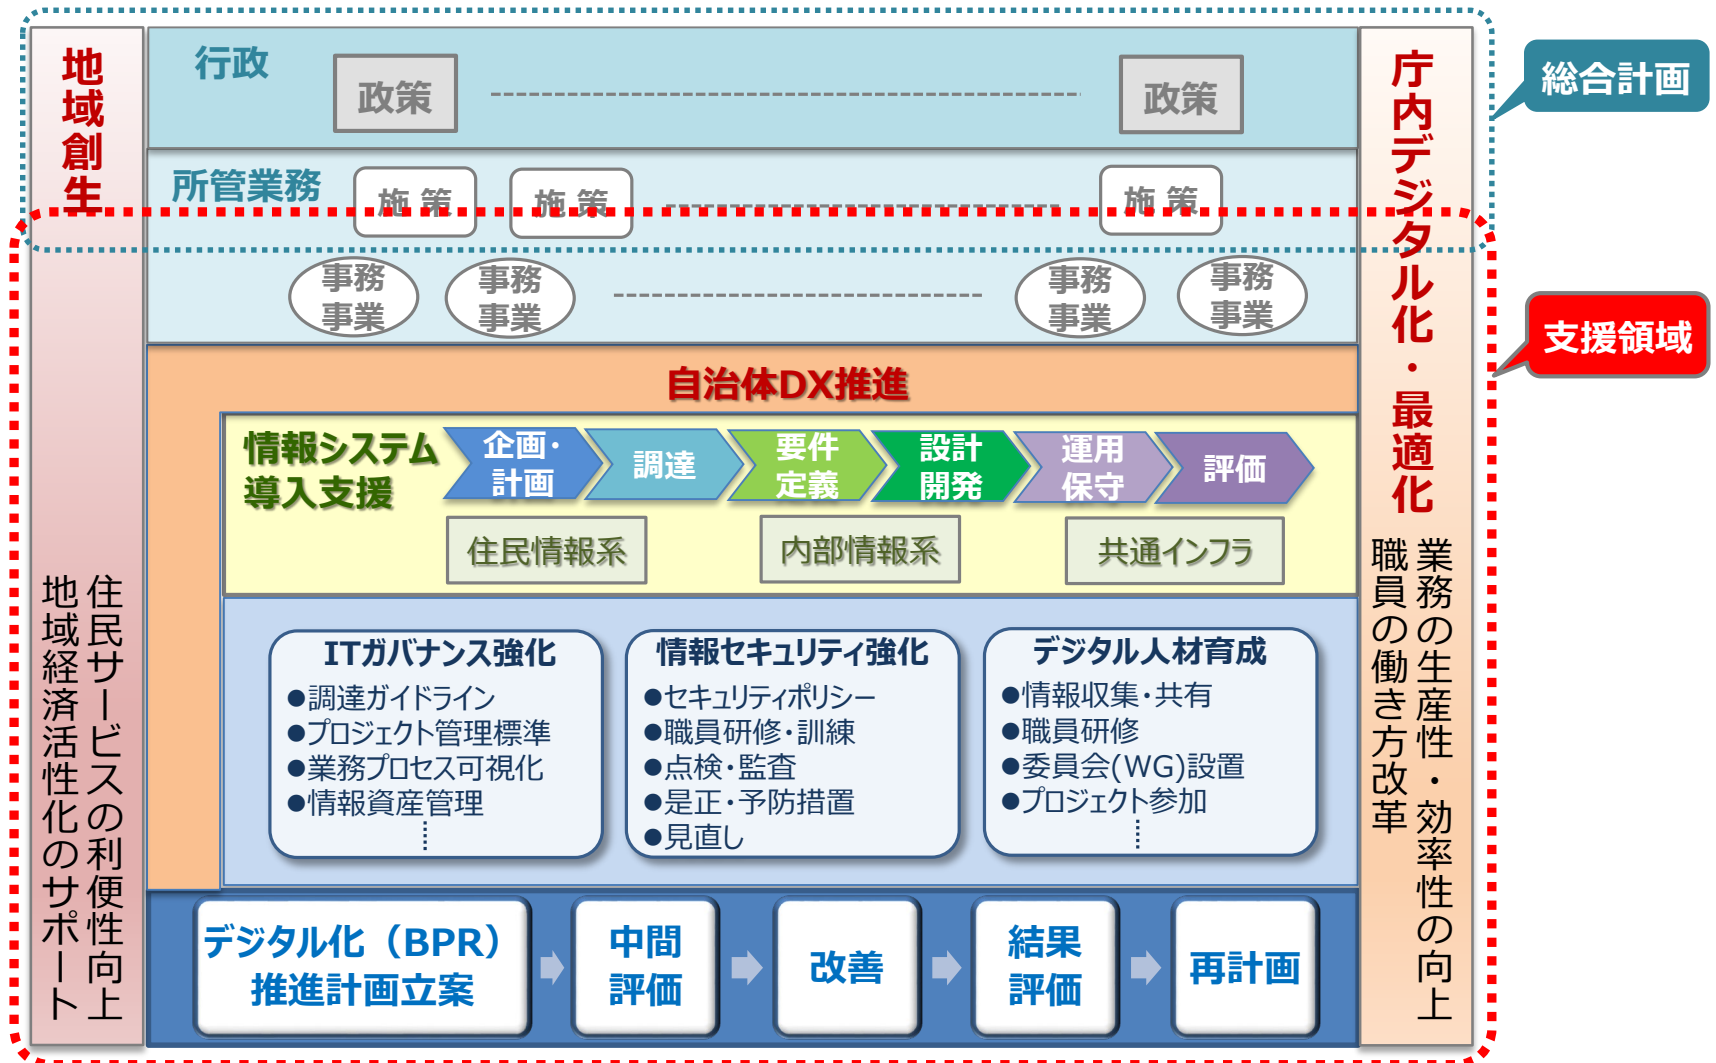 地域創生
住民サービスの利便性向上
地域経済活性化のサポート
行政
政策
政策
所管業務
施 策
施 策
施 策
事務
事業
事務
事業
事務
事業
事務
事業
自治体DX推進
情報システム
導入支援
企画・
計画
調達
要件
定義
設計
開発
運用
保守
評価
住民情報系
内部情報系
共通インフラ
ITガバナンス強化
●調達ガイドライン
●プロジェクト管理標準
●業務プロセス可視化
●情報資産管理
情報セキュリティ強化
●セキュリティポリシー
●職員研修・訓練
●点検・監査
●是正・予防措置
●見直し
デジタル人材育成
●情報収集・共有
●職員研修
●委員会(WG)設置
●プロジェクト参加
デジタル化（BPR）
推進計画立案
中間
評価
改善
結果
評価
再計画
庁内デジタル化・最適化
業務の生産性・効率性の向上
職員の働き方改革
総合計画
支援領域